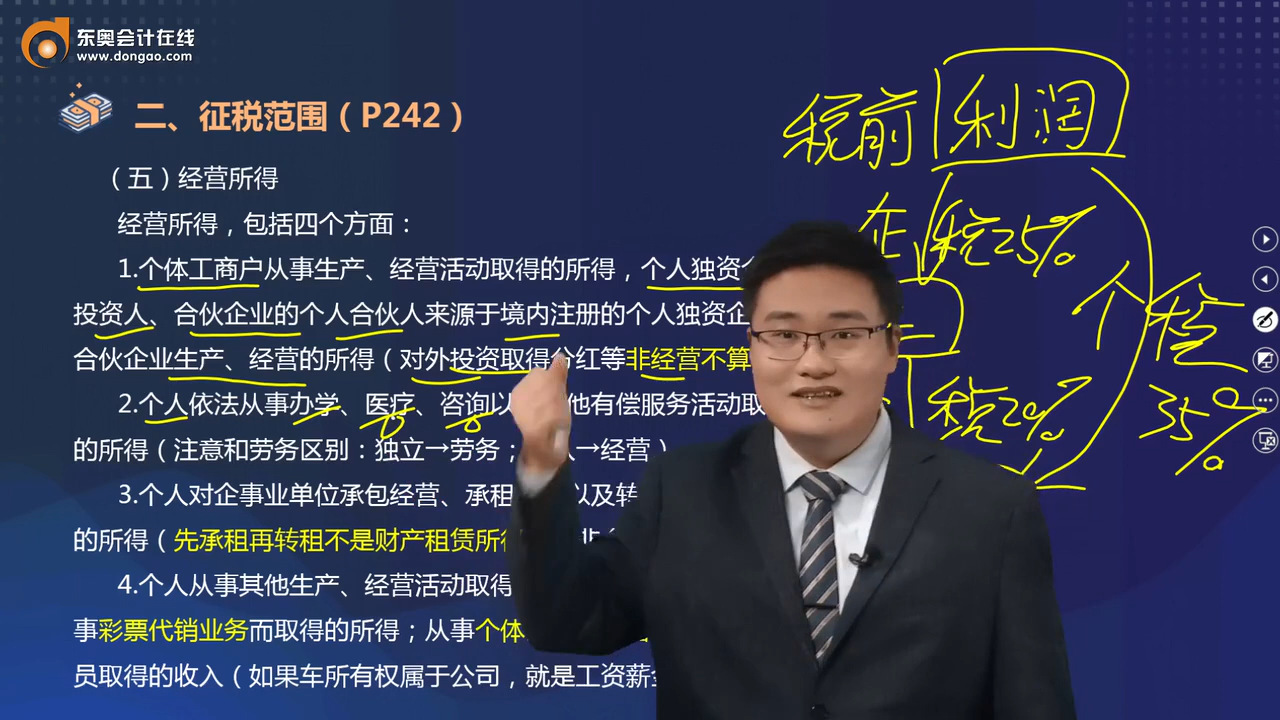 东奥会计在线
www.dongao.com
二、征税范围（P242）
（五）经营所得
经营所得，包括四个方面：
1.个体工商户从事生产、经营活动取得的所得，个人独资
投资人、合伙企业的个人合伙人来源于境内注册的个人独资企
合伙企业生产、经营的所得（对外投资取得分红等非经营不算
2.个人依法从事办学、医疗、咨询以 他有偿服务活动取
的所得（注意和劳务区别：独立→劳务； 人→经营）
3.个人对企事业单位承包经营、承租 以及转
的所得（先承租再转租不是财产租赁所得
4.个人从事其他生产、经营活动取得
事彩票代销业务而取得的所得；从事个体
员取得的收入（如果车所有权属于公司，就是工资薪
税前利润
企 税25%
个税
35%
税20%